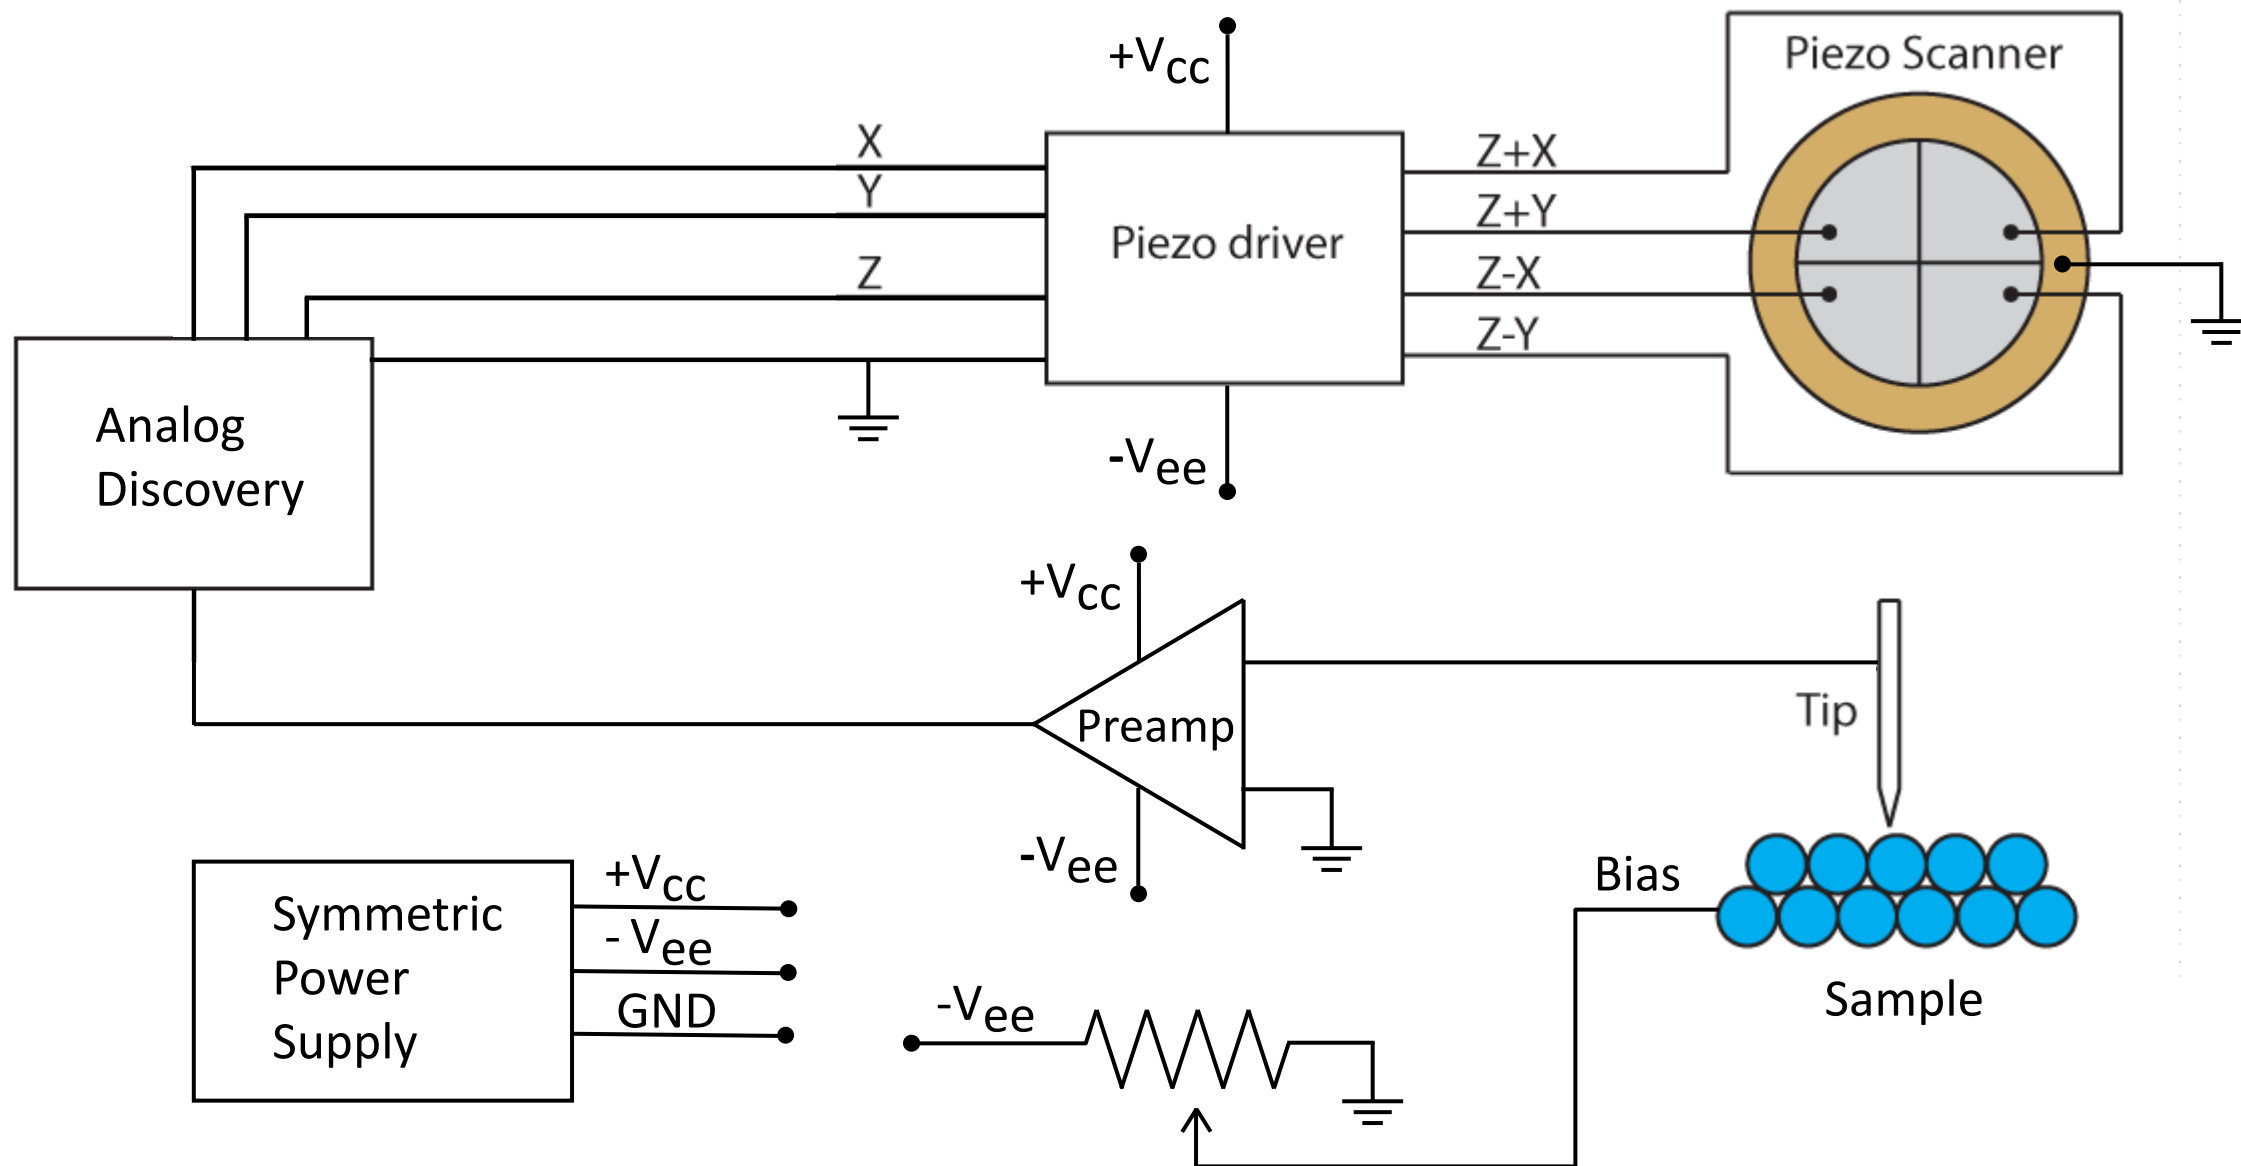 +Vcc
Piezo Scanner
X
Y
Z
Piezo driver
Z+X
Z+Y
Z-X
Z-Y
-Vee
Analog
Discovery
+Vcc
Preamp
-Vee
Tip
Bias
Sample
Symmetric
Power
Supply
+Vcc
- Vee
GND
-Vee